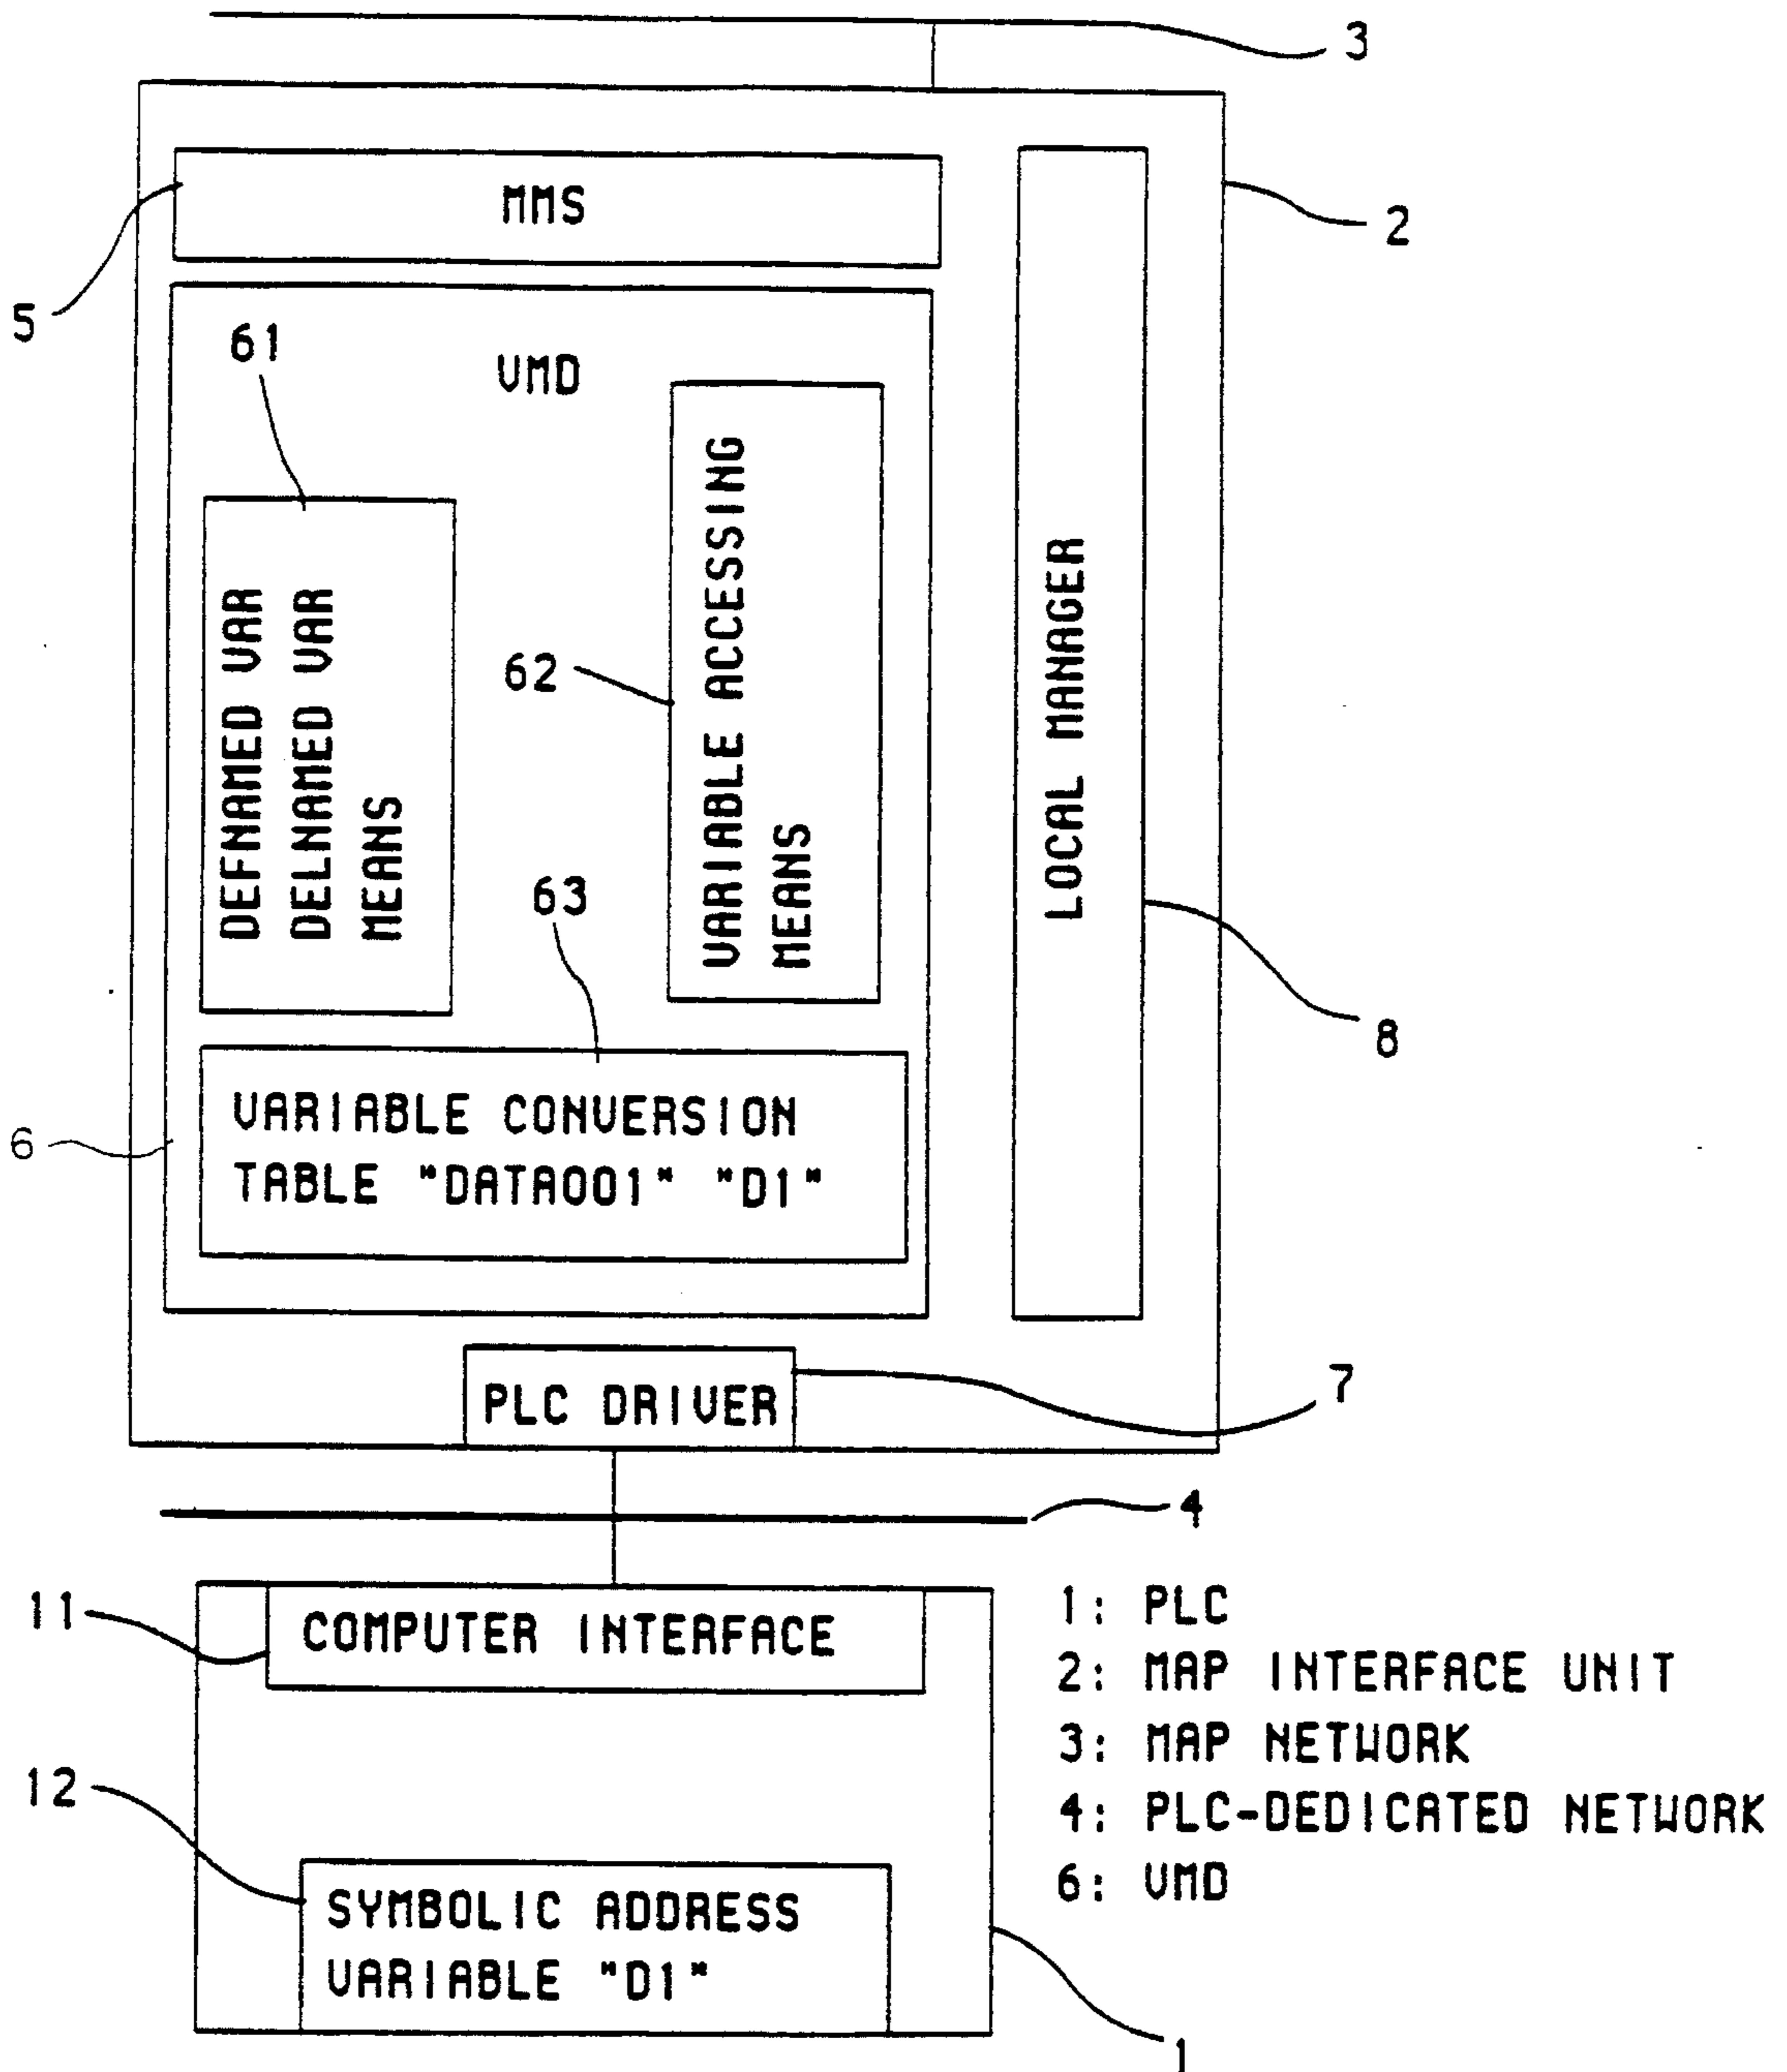 3
MMS
2
5
61
VMD
DEFNAMED VAR
DELNAMED VAR
MEANS
62
VARIABLE ACCESSING
MEANS
LOCAL MANAGER
63
8
VARIABLE CONVERSION
TABLE "DATA001" "D1"
6
PLC DRIVER
7
4
11
COMPUTER INTERFACE
12
SYMBOLIC ADDRESS
VARIABLE "D1"
1
1: PLC
2: MAP INTERFACE UNIT
3: MAP NETWORK
4: PLC-DEDICATED NETWORK
6: VMD